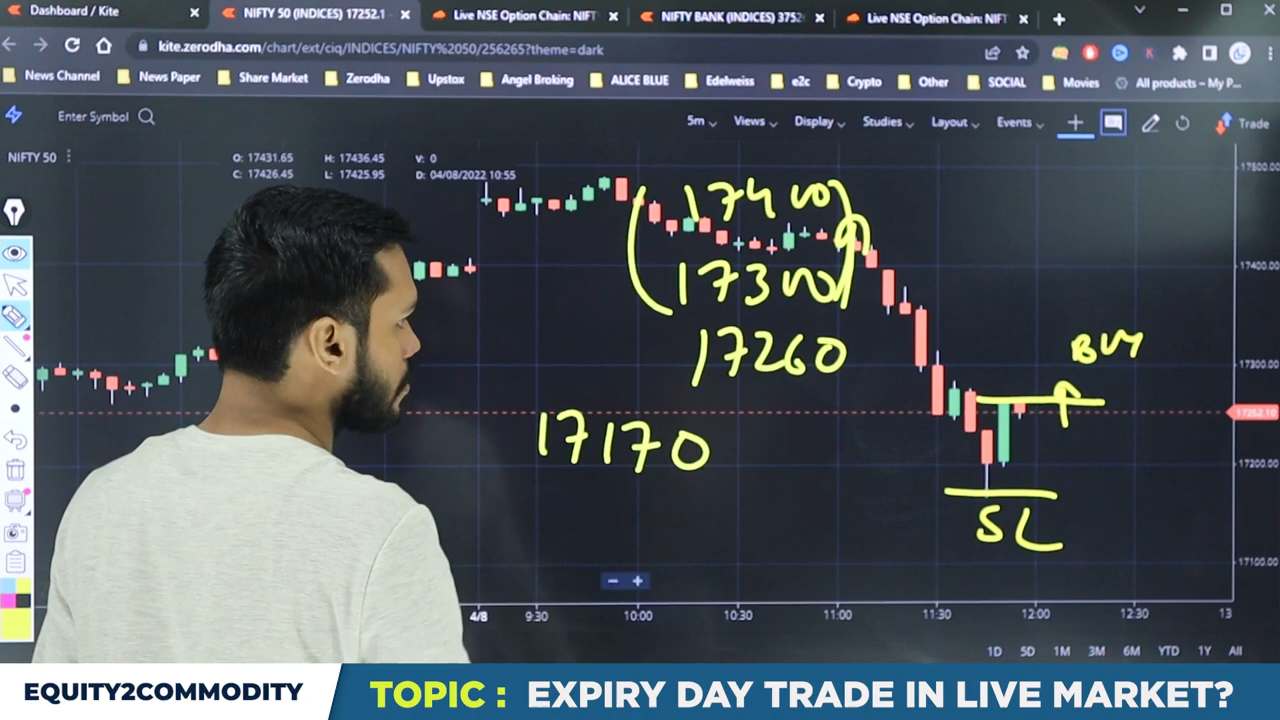 Dashboard / Kite
NIFTY 50 (INDICES) 17252.1
Live NSE Option Chain: NIFT
NIFTY BANK (INDICES) 3752
Live NSE Option Chain: NIFT
kite.zerodha.com/chart/ext/ciq/INDICES/NIFTY%2050/256265?theme=dark
News Channel News Paper Share Market Zerodha Upstox Angel Broking ALICE BLUE Edelweiss e2c Crypto Other SOCIAL Movies All products – My P...
Enter Symbol 5m Views Display Studies Layout Events Trade
NIFTY 50
O: 17431.65 H: 17436.45 V: 0
C: 17426.45 L: 17425.95 D: 04/08/2022 10:55
17500.00
17400
17400.00
17300
17260
BUY
17300.00
17252.10
17170
17200.00
SL
17100.00
4/8 9:30 10:00 10:30 11:00 11:30 12:00 12:30 13
1D 5D 1M 3M 6M YTD 1Y All
EQUITY2COMMODITY
TOPIC : EXPIRY DAY TRADE IN LIVE MARKET?